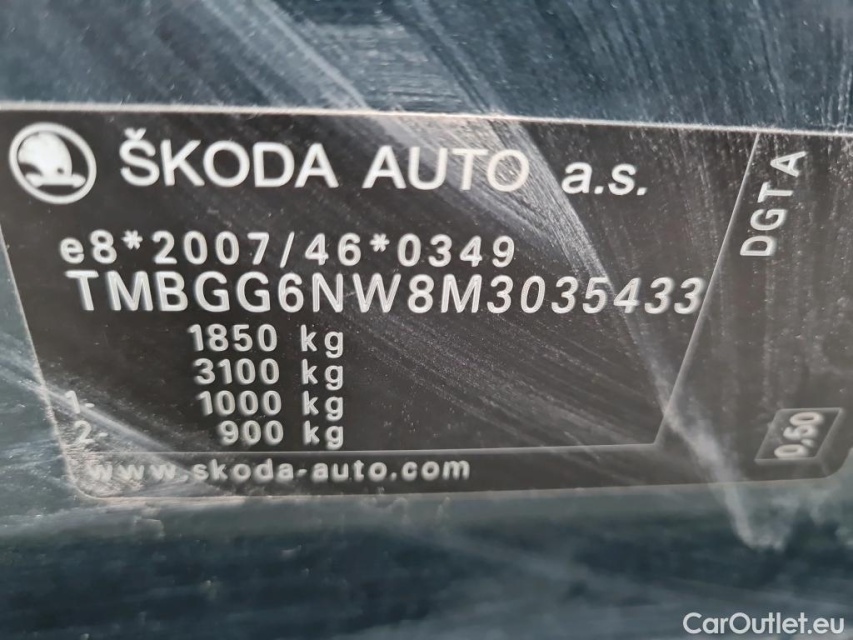 ŠKODA AUTO a.s.
e8*2007/46*0349
TMBGG6NW8M3035433
1850 kg
3100 kg
1- 1000 kg
2- 900 kg
www.skoda-auto.com
DGTA
0,50
CarOutlet.eu